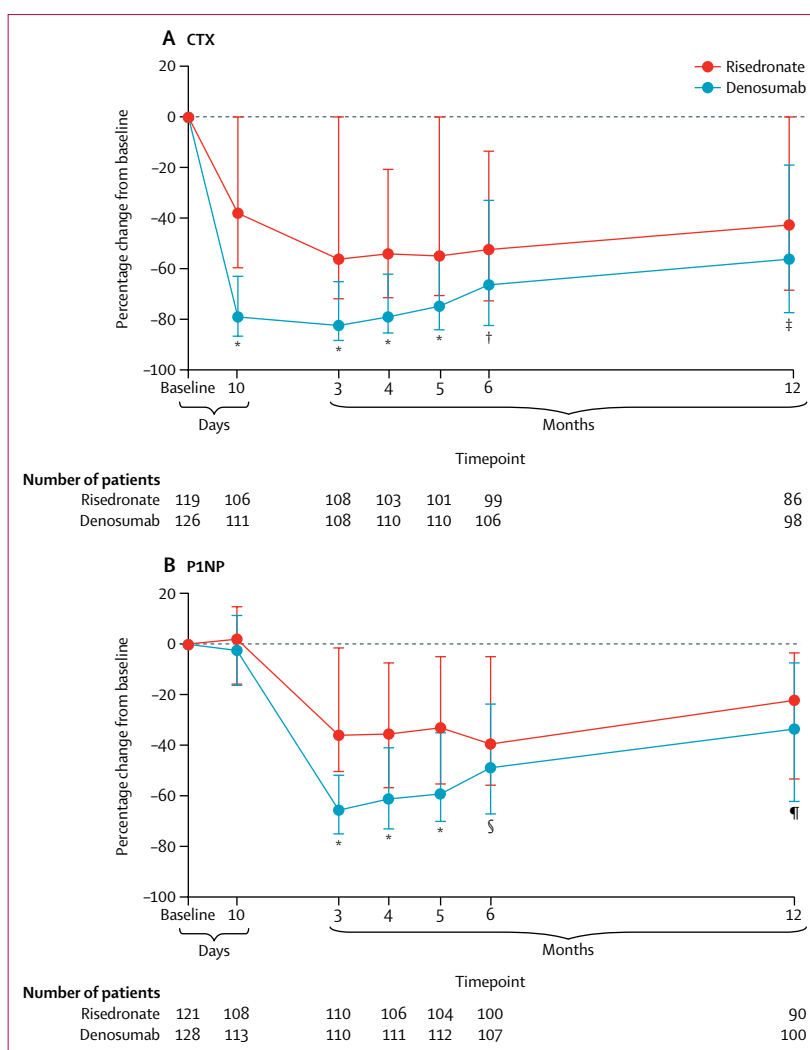 A CTX
20
0
–20
–40
–60
–80
–100
Percentage change from baseline
Risedronate
Denosumab
* * * * † ‡
Baseline 10 3 4 5 6 12
Days Months
Timepoint
Number of patients
Risedronate 119 106 108 103 101 99 86
Denosumab 126 111 108 110 110 106 98
B P1NP
20
0
–20
–40
–60
–80
–100
Percentage change from baseline
* * * § ¶
Baseline 10 3 4 5 6 12
Days Months
Timepoint
Number of patients
Risedronate 121 108 110 106 104 100 90
Denosumab 128 113 110 111 112 107 100